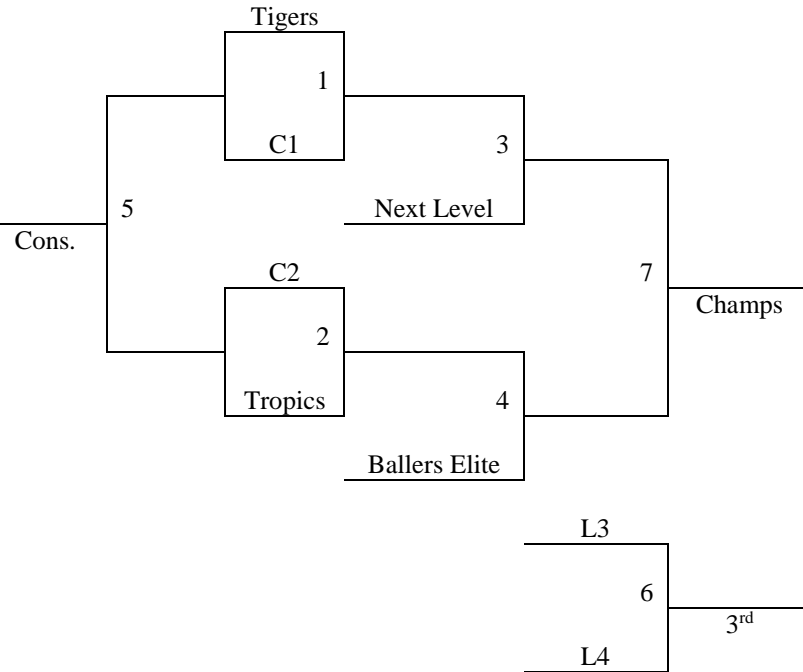 Tigers
1
C1
3
Next Level
5
Cons.
C2
7
Champs
2
Tropics
4
Ballers Elite
L3
6
3rd
L4